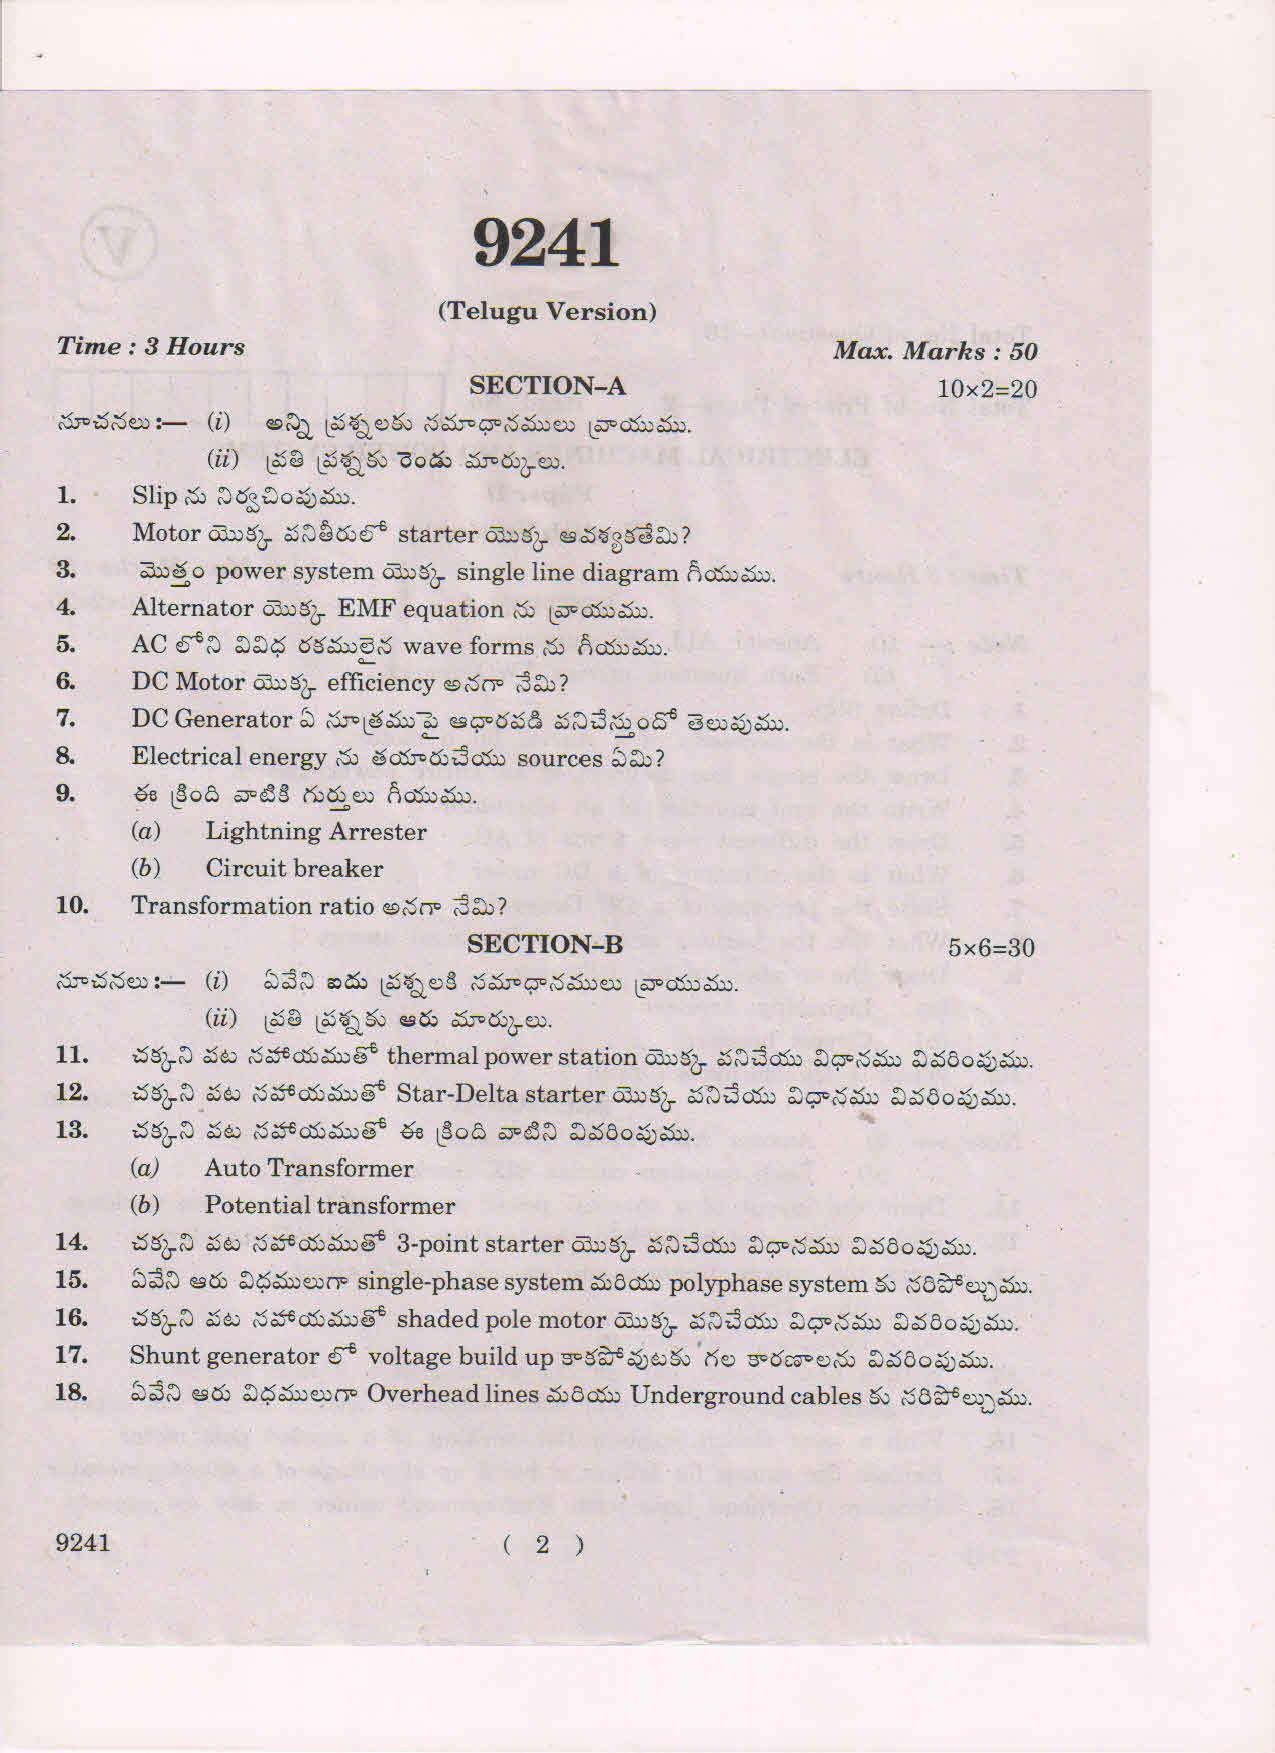 9241
(Telugu Version)
Time : 3 Hours
Max. Marks : 50
SECTION–A 10×2=20
సూచనలు :— (i) అన్ని ప్రశ్నలకు సమాధానములు వ్రాయుము.
(ii) ప్రతి ప్రశ్నకు రెండు మార్కులు.
1. Slip ను నిర్వచింపుము.
2. Motor యొక్క పనితీరులో starter యొక్క ఆవశ్యకతేమి?
3. మొత్తం power system యొక్క single line diagram గీయుము.
4. Alternator యొక్క EMF equation ను వ్రాయుము.
5. AC లోని వివిధ రకములైన wave forms ను గీయుము.
6. DC Motor యొక్క efficiency అనగా నేమి?
7. DC Generator ఏ సూత్రముపై ఆధారపడి పనిచేస్తుందో తెలుపుము.
8. Electrical energy ను తయారుచేయు sources ఏమి?
9. ఈ క్రింది వాటికి గుర్తులు గీయుము.
(a) Lightning Arrester
(b) Circuit breaker
10. Transformation ratio అనగా నేమి?
SECTION–B 5×6=30
సూచనలు :— (i) ఏవేని ఐదు ప్రశ్నలకి సమాధానములు వ్రాయుము.
(ii) ప్రతి ప్రశ్నకు ఆరు మార్కులు.
11. చక్కని పట సహాయముతో thermal power station యొక్క పనిచేయు విధానము వివరింపుము.
12. చక్కని పట సహాయముతో Star-Delta starter యొక్క పనిచేయు విధానము వివరింపుము.
13. చక్కని పట సహాయముతో ఈ క్రింది వాటిని వివరింపుము.
(a) Auto Transformer
(b) Potential transformer
14. చక్కని పట సహాయముతో 3-point starter యొక్క పనిచేయు విధానము వివరింపుము.
15. ఏవేని ఆరు విధములుగా single-phase system మరియు polyphase system కు సరిపోల్చుము.
16. చక్కని పట సహాయముతో shaded pole motor యొక్క పనిచేయు విధానము వివరింపుము.
17. Shunt generator లో voltage build up కాకపోవుటకు గల కారణాలను వివరింపుము.
18. ఏవేని ఆరు విధములుగా Overhead lines మరియు Underground cables కు సరిపోల్చుము.
9241 ( 2 )